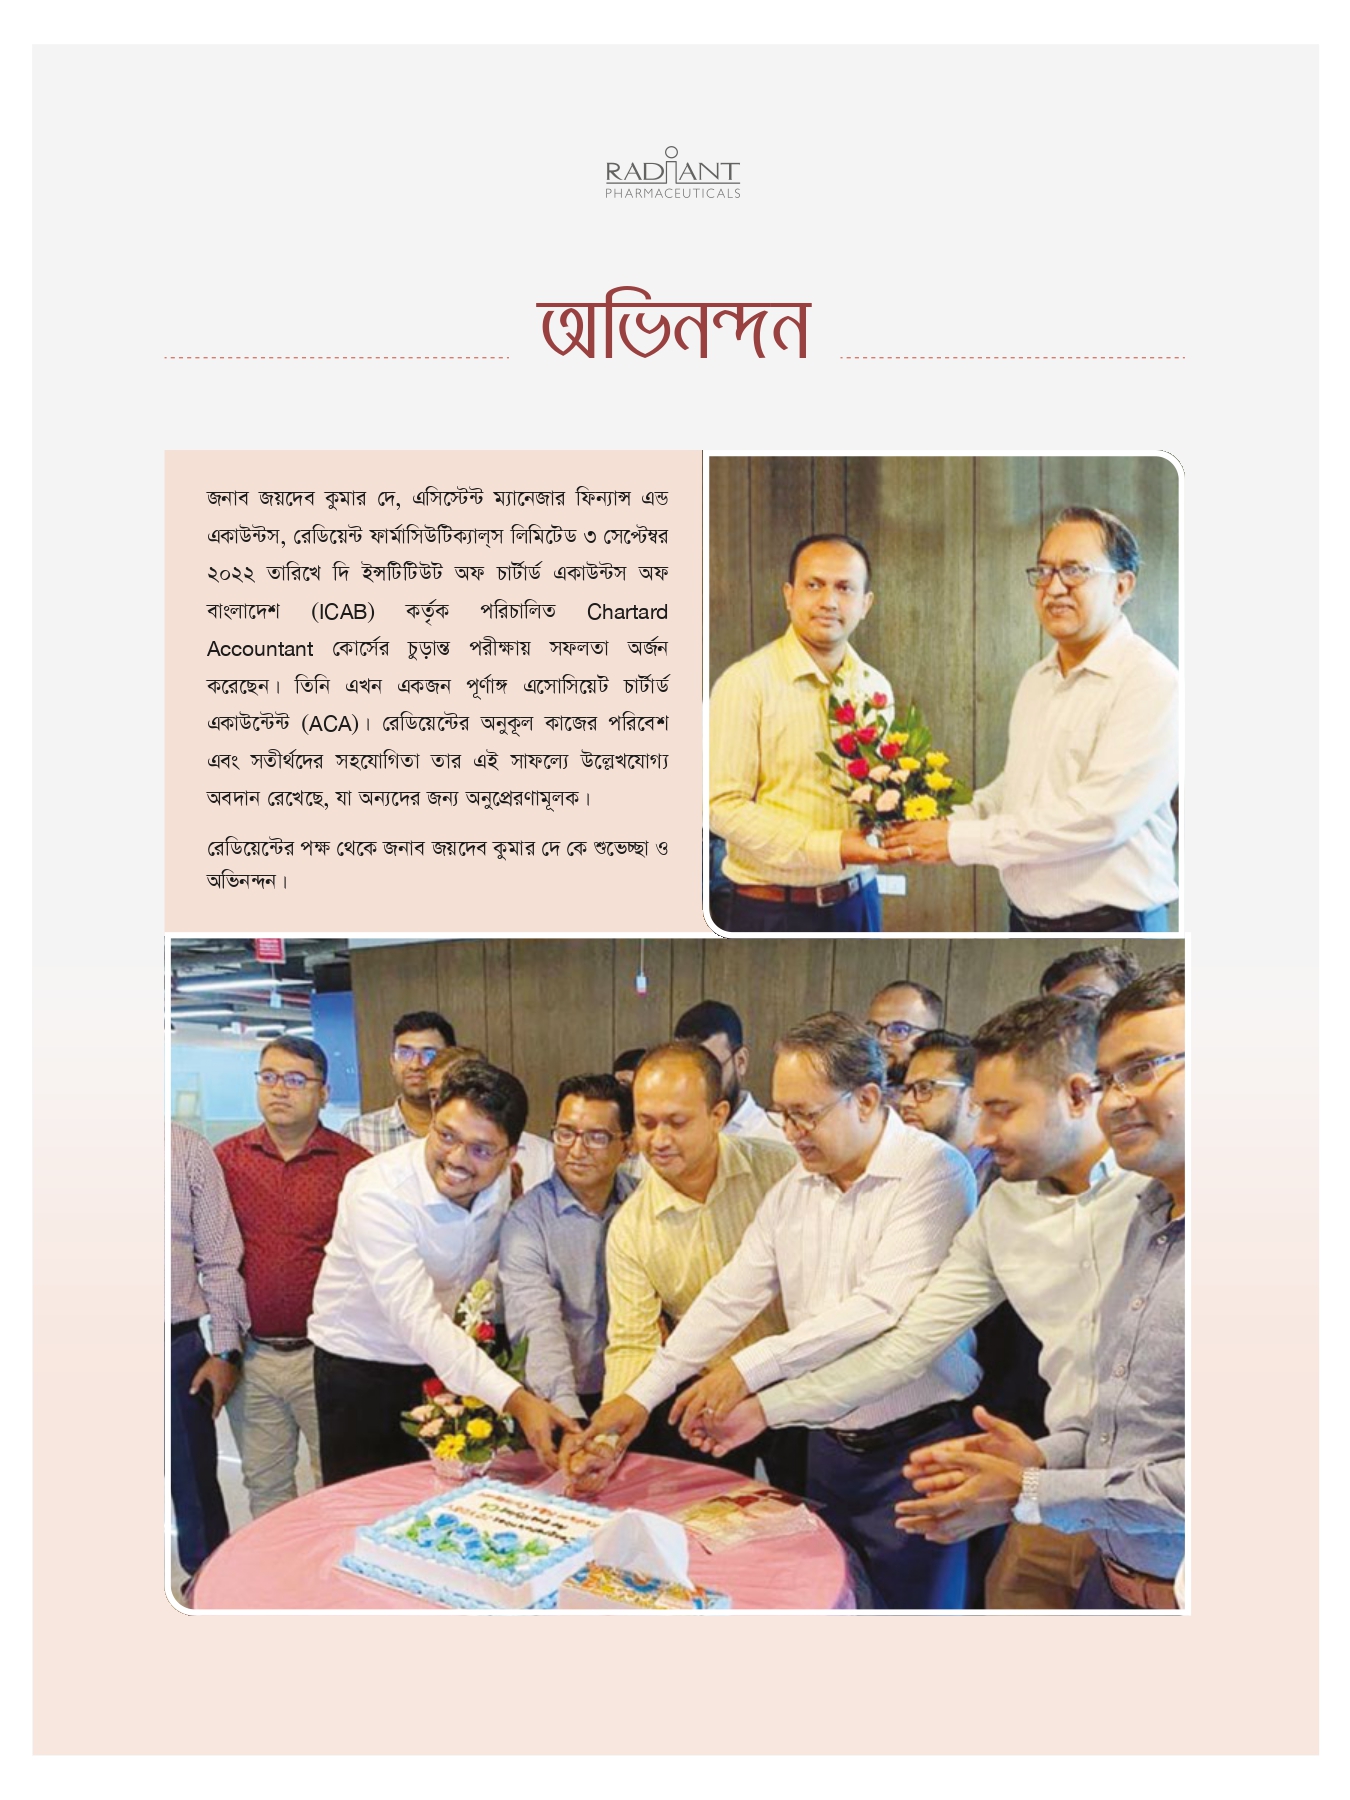 RADiANT
PHARMACEUTICALS
অভিনন্দন
জনাব জয়দেব কুমার দে, এসিস্টেন্ট ম্যানেজার ফিন্যান্স এন্ড
একাউন্টস, রেডিয়েন্ট ফার্মাসিউটিক্যাল্‌স লিমিটেড ৩ সেপ্টেম্বর
২০২২ তারিখে দি ইন্সটিটিউট অফ চার্টার্ড একাউন্টস অফ
বাংলাদেশ (ICAB) কর্তৃক পরিচালিত Chartard
Accountant কোর্সের চুড়ান্ত পরীক্ষায় সফলতা অর্জন
করেছেন। তিনি এখন একজন পূর্ণাঙ্গ এসোসিয়েট চার্টার্ড
একাউন্টেন্ট (ACA)। রেডিয়েন্টের অনুকূল কাজের পরিবেশ
এবং সতীর্থদের সহযোগিতা তার এই সাফল্যে উল্লেখযোগ্য
অবদান রেখেছে, যা অন্যদের জন্য অনুপ্রেরণামূলক।
রেডিয়েন্টের পক্ষ থেকে জনাব জয়দেব কুমার দে কে শুভেচ্ছা ও
অভিনন্দন।